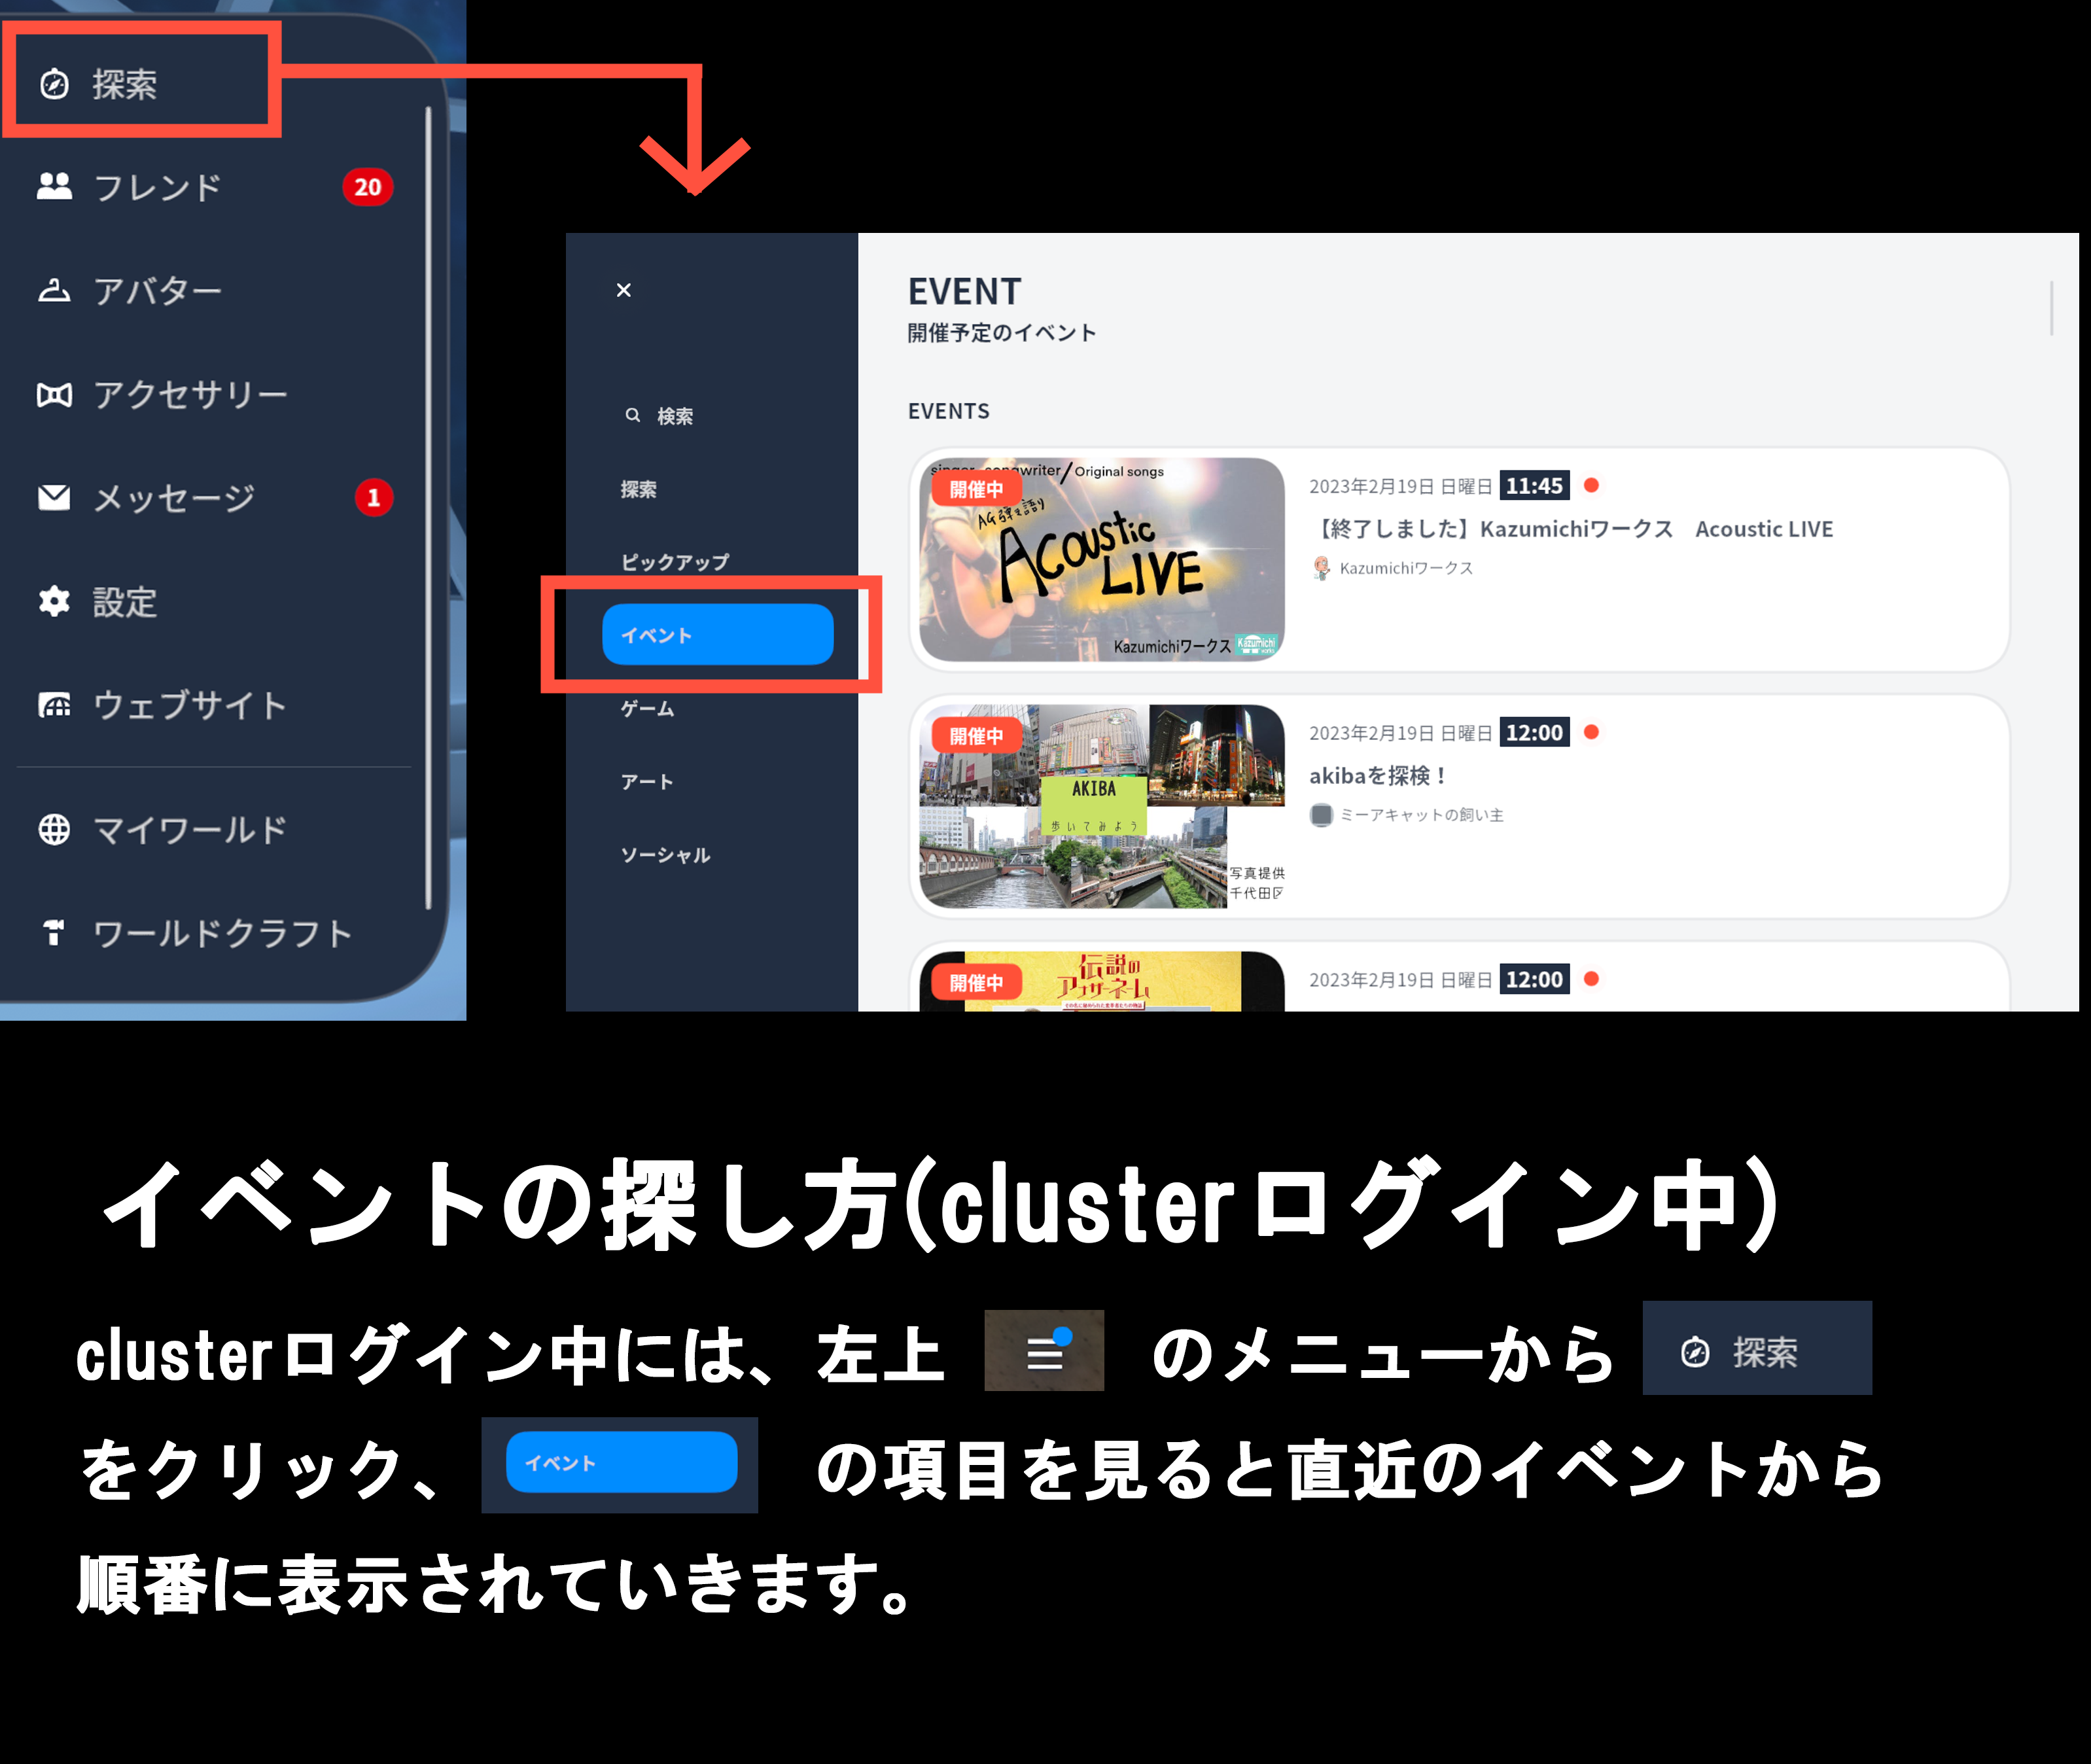 探索
フレンド 20
アバター
アクセサリー
メッセージ 1
設定
ウェブサイト
マイワールド
ワールドクラフト
検索
探索
ピックアップ
イベント
ゲーム
アート
ソーシャル
EVENT
開催予定のイベント
EVENTS
開催中
singer songwriter/Original songs
AG弾き語り
Acoustic
LIVE
Kazumichiワークス
Kazumichi
2023年2月19日 日曜日 11:45
【終了しました】Kazumichiワークス Acoustic LIVE
Kazumichiワークス
開催中
AKIBA
歩いてみよう
写真提供
千代田区
2023年2月19日 日曜日 12:00
akibaを探検！
ミーアキャットの飼い主
開催中
伝説の
アナザーネーム
2023年2月19日 日曜日 12:00
イベントの探し方(clusterログイン中)
clusterログイン中には、左上 のメニューから 探索
をクリック、 イベント の項目を見ると直近のイベントから
順番に表示されていきます。